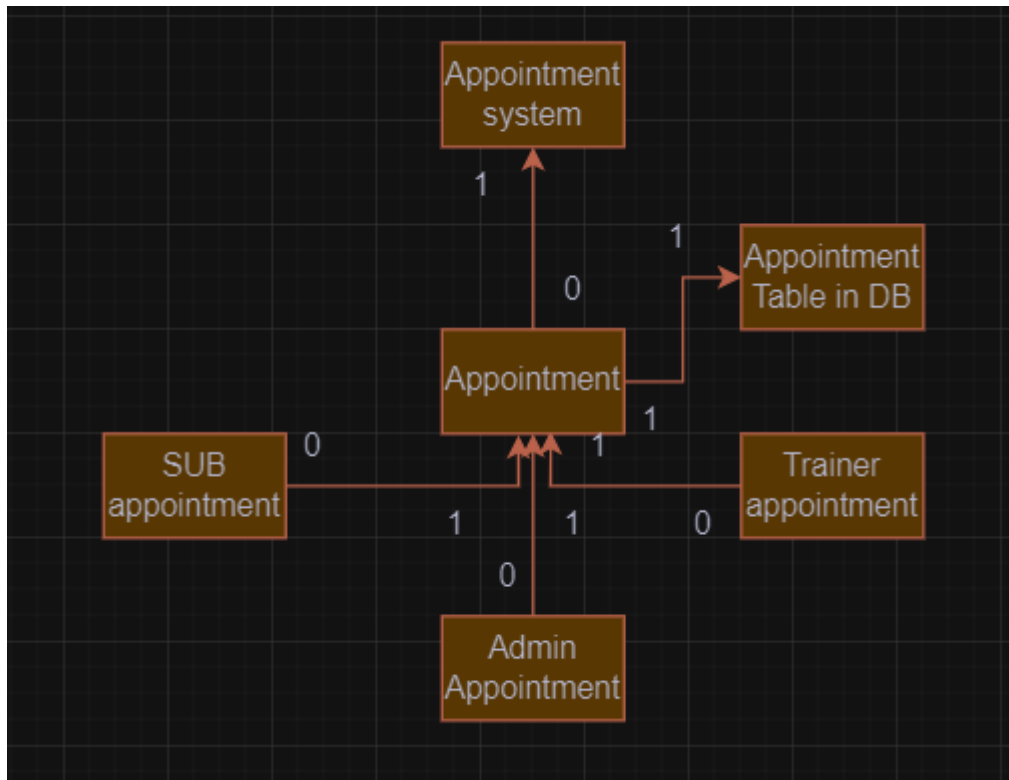 Appointment
system
1
1
Appointment
Table in DB
0
Appointment
1
0
1
SUB
appointment
Trainer
appointment
1
1
0
0
Admin
Appointment